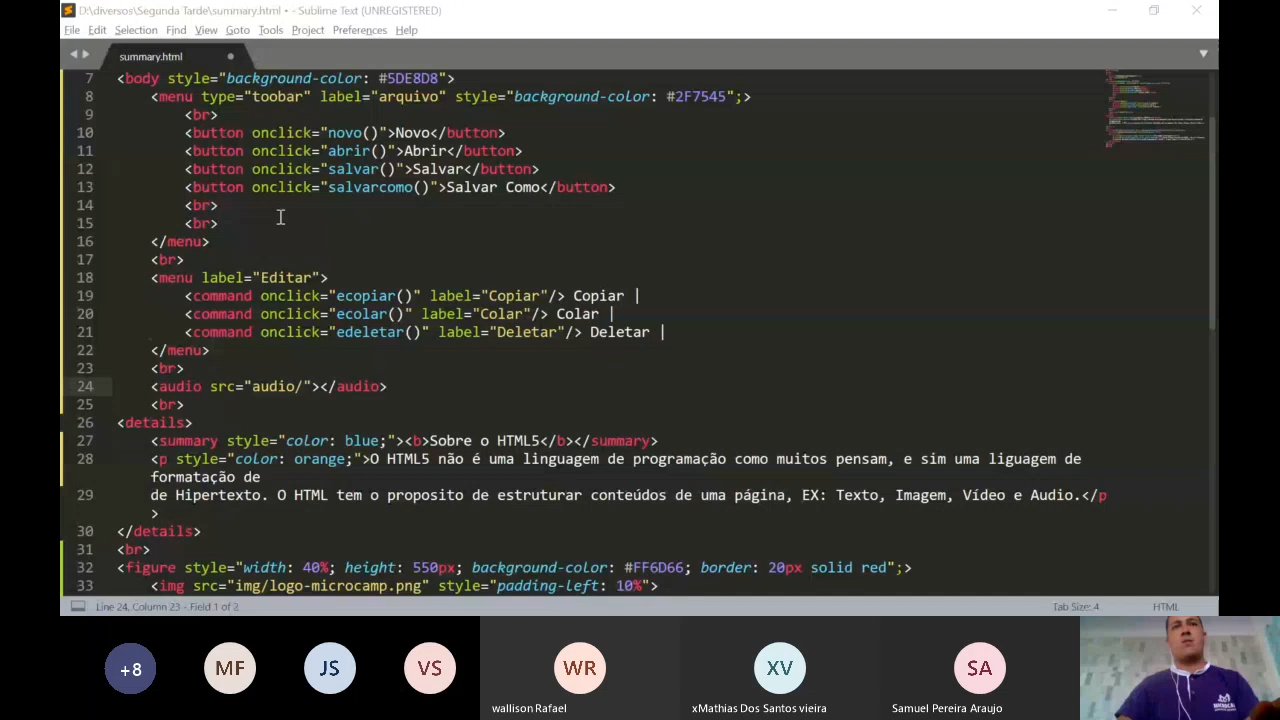 D:\diversos\Segunda Tarde\summary.html • - Sublime Text (UNREGISTERED)
File Edit Selection Find View Goto Tools Project Preferences Help
summary.html
7 <body style="background-color: #5DE8D8">
8 <menu type="toobar" label="arquivo" style="background-color: #2F7545";>
9 <br>
10 <button onclick="novo()">Novo</button>
11 <button onclick="abrir()">Abrir</button>
12 <button onclick="salvar()">Salvar</button>
13 <button onclick="salvarcomo()">Salvar Como</button>
14 <br>
15 <br>
16 </menu>
17 <br>
18 <menu label="Editar">
19 <command onclick="ecopiar()" label="Copiar"/> Copiar |
20 <command onclick="ecolar()" label="Colar"/> Colar |
21 <command onclick="edeletar()" label="Deletar"/> Deletar |
22 </menu>
23 <br>
24 <audio src="audio/"></audio>
25 <br>
26 <details>
27 <summary style="color: blue;"><b>Sobre o HTML5</b></summary>
28 <p style="color: orange;">O HTML5 não é uma linguagem de programação como muitos pensam, e sim uma liguagem de
formatação de
29 de Hipertexto. O HTML tem o proposito de estruturar conteúdos de uma página, EX: Texto, Imagem, Vídeo e Audio.</p
>
30 </details>
31 <br>
32 <figure style="width: 40%; height: 550px; background-color: #FF6D66; border: 20px solid red";>
33 <img src="img/logo-microcamp.png" style="padding-left: 10%">
Line 24, Column 23 - Field 1 of 2 Tab Size: 4 HTML
+8 MF JS VS WR XV SA
wallison Rafael xMathias Dos Santos vieira Samuel Pereira Araujo